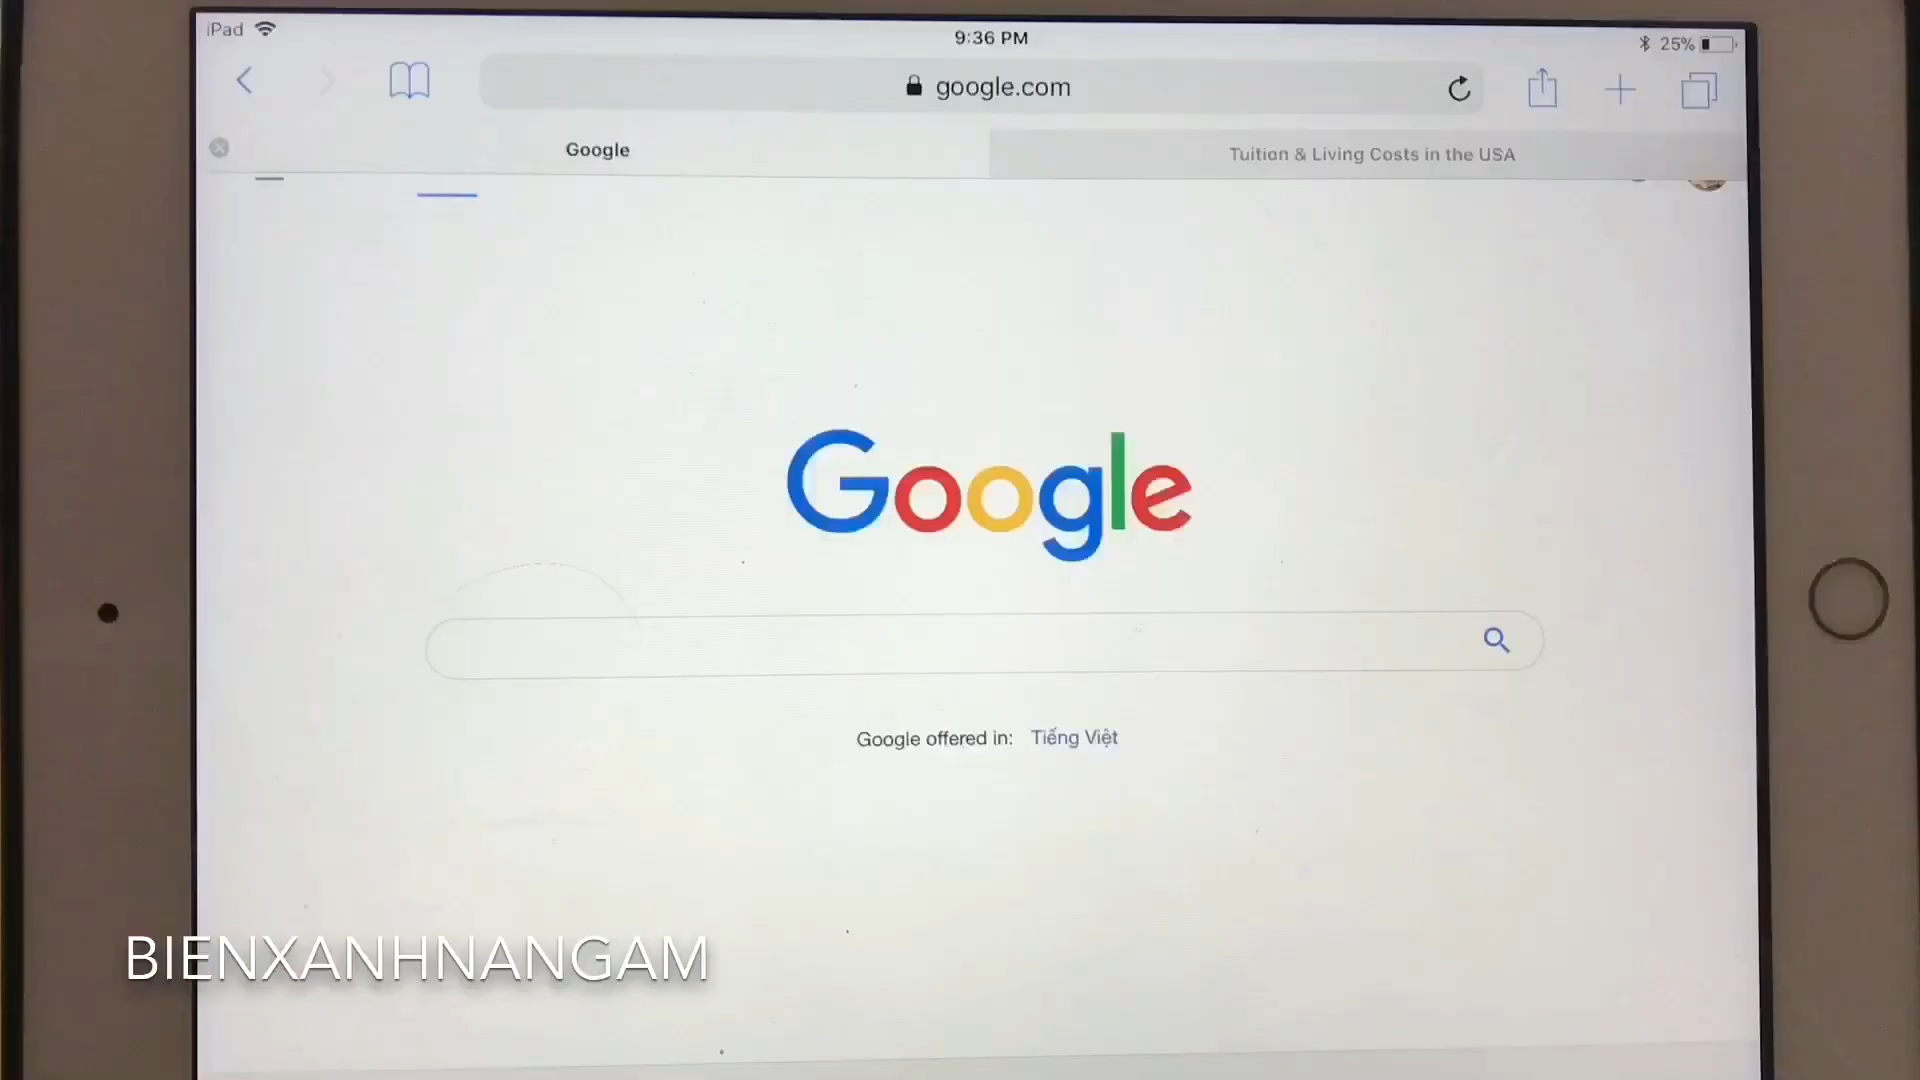 iPad
9:36 PM
25%
google.com
Google
Tuition & Living Costs in the USA
Google
Google offered in: Tiếng Việt
BIENXANHNANGAM